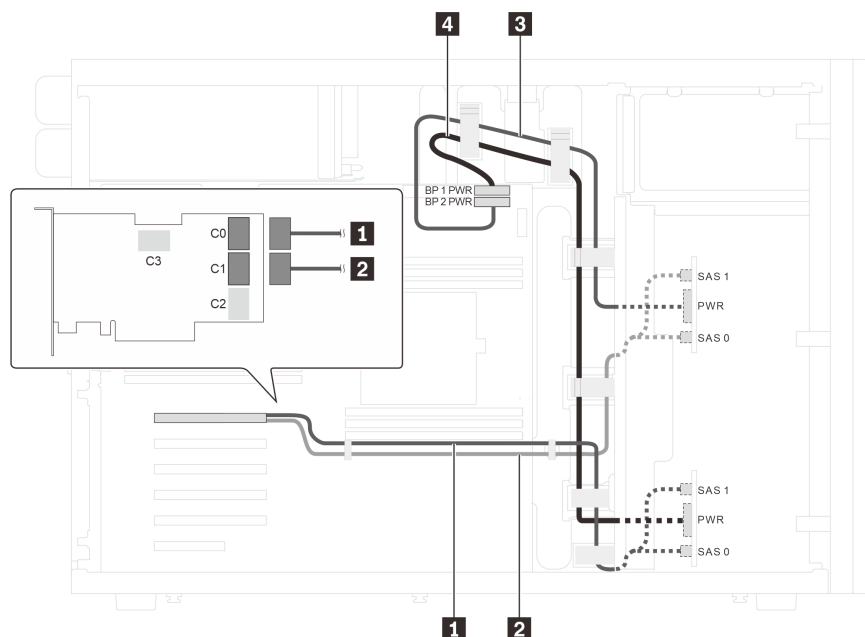 4 3
BP 1 PWR
BP 2 PWR
C0 1
C3
C1 2
C2
SAS 1
PWR
SAS 0
SAS 1
PWR
SAS 0
1 2